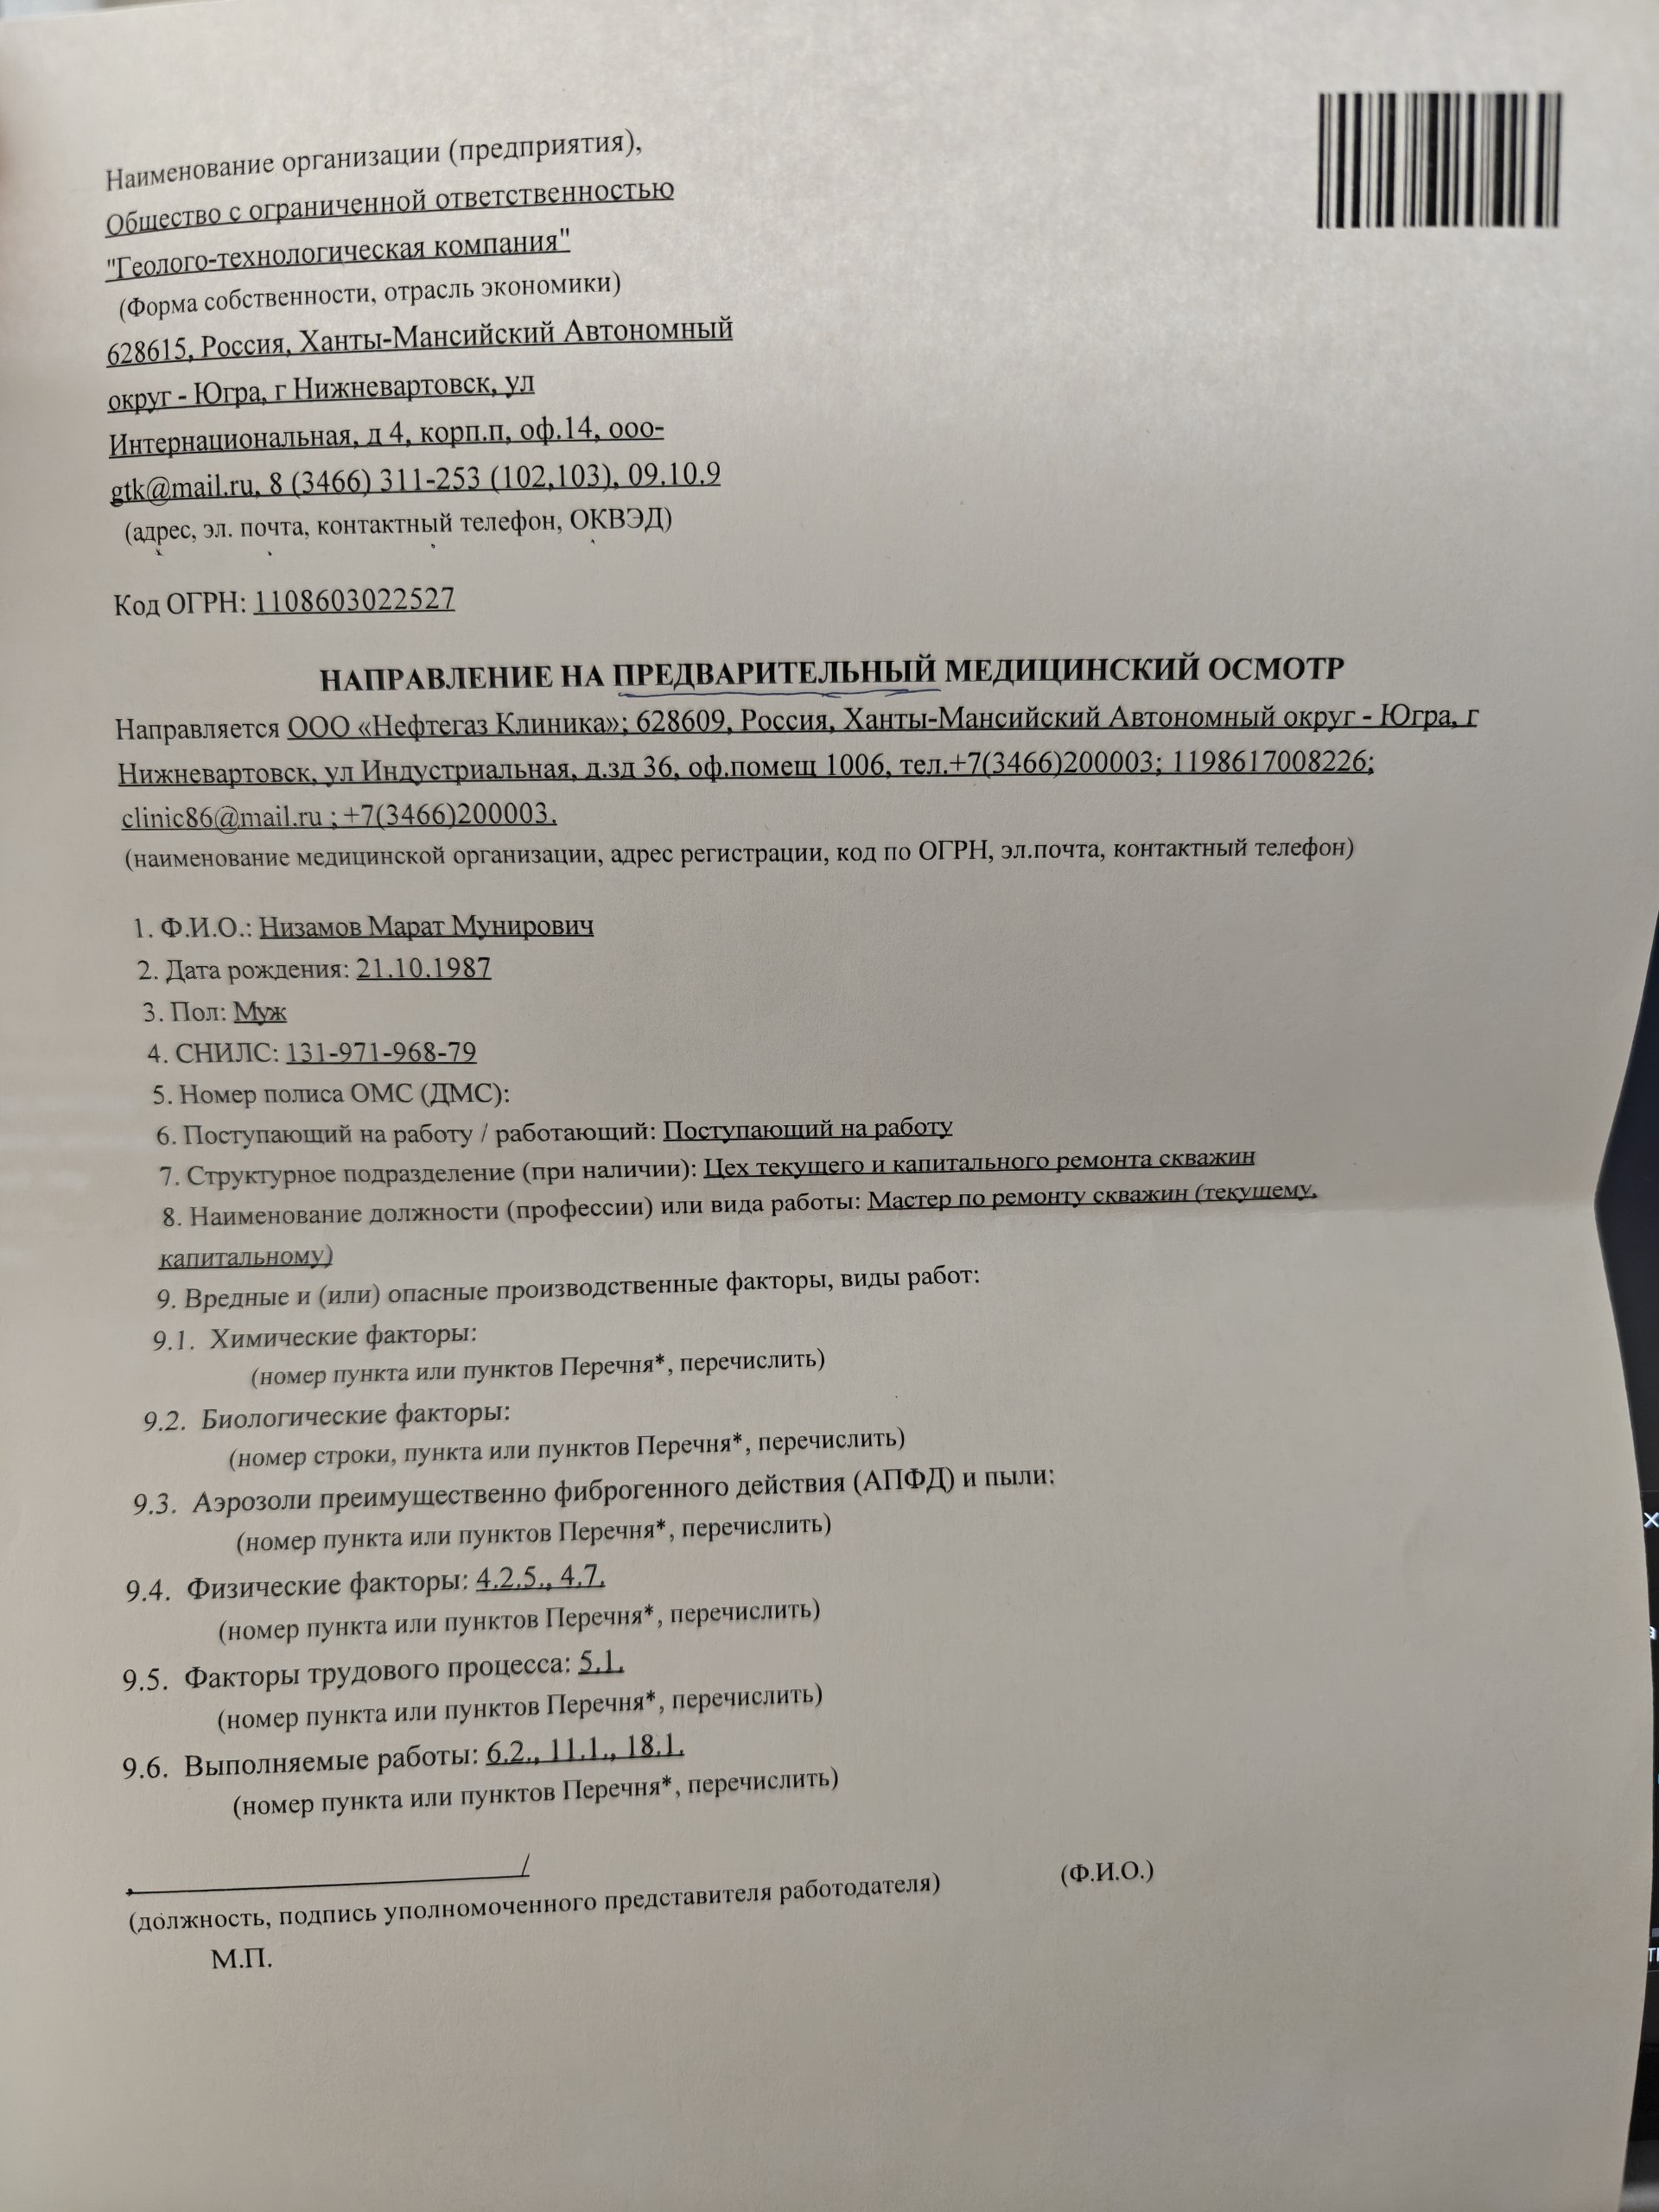 Наименование организации (предприятия),
Общество с ограниченной ответственностью
"Геолого-технологическая компания"
(Форма собственности, отрасль экономики)
628615, Россия, Ханты-Мансийский Автономный
округ - Югра, г Нижневартовск, ул
Интернациональная, д 4, корп.п, оф.14, ooo-
gtk@mail.ru, 8 (3466) 311-253 (102,103), 09.10.9
(адрес, эл. почта, контактный телефон, ОКВЭД)
Код ОГРН: 1108603022527
НАПРАВЛЕНИЕ НА ПРЕДВАРИТЕЛЬНЫЙ МЕДИЦИНСКИЙ ОСМОТР
Направляется ООО «Нефтегаз Клиника»; 628609, Россия, Ханты-Мансийский Автономный округ - Югра, г
Нижневартовск, ул Индустриальная, д.зд 36, оф.помещ 1006, тел.+7(3466)200003; 1198617008226;
clinic86@mail.ru ; +7(3466)200003.
(наименование медицинской организации, адрес регистрации, код по ОГРН, эл.почта, контактный телефон)
1. Ф.И.О.: Низамов Марат Мунирович
2. Дата рождения: 21.10.1987
3. Пол: Муж
4. СНИЛС: 131-971-968-79
5. Номер полиса ОМС (ДМС):
6. Поступающий на работу / работающий: Поступающий на работу
7. Структурное подразделение (при наличии): Цех текущего и капитального ремонта скважин
8. Наименование должности (профессии) или вида работы: Мастер по ремонту скважин (текущему,
капитальному)
9. Вредные и (или) опасные производственные факторы, виды работ:
9.1. Химические факторы:
(номер пункта или пунктов Перечня*, перечислить)
9.2. Биологические факторы:
(номер строки, пункта или пунктов Перечня*, перечислить)
9.3. Аэрозоли преимущественно фиброгенного действия (АПФД) и пыли:
(номер пункта или пунктов Перечня*, перечислить)
9.4. Физические факторы: 4.2.5., 4.7.
(номер пункта или пунктов Перечня*, перечислить)
9.5. Факторы трудового процесса: 5.1.
(номер пункта или пунктов Перечня*, перечислить)
9.6. Выполняемые работы: 6.2., 11.1., 18.1.
(номер пункта или пунктов Перечня*, перечислить)
/
(должность, подпись уполномоченного представителя работодателя) (Ф.И.О.)
М.П.